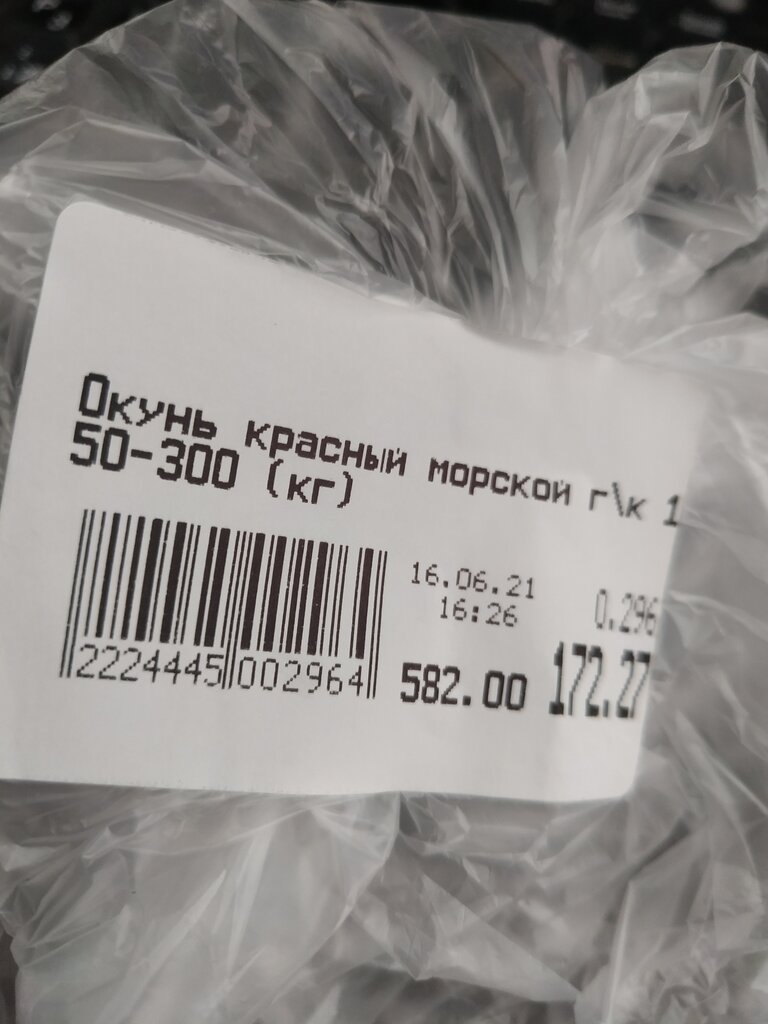 Окунь красный морской г\к 1
50-300 (кг)
16.06.21
16:26
0.296
2224445 002964
582.00 172.27